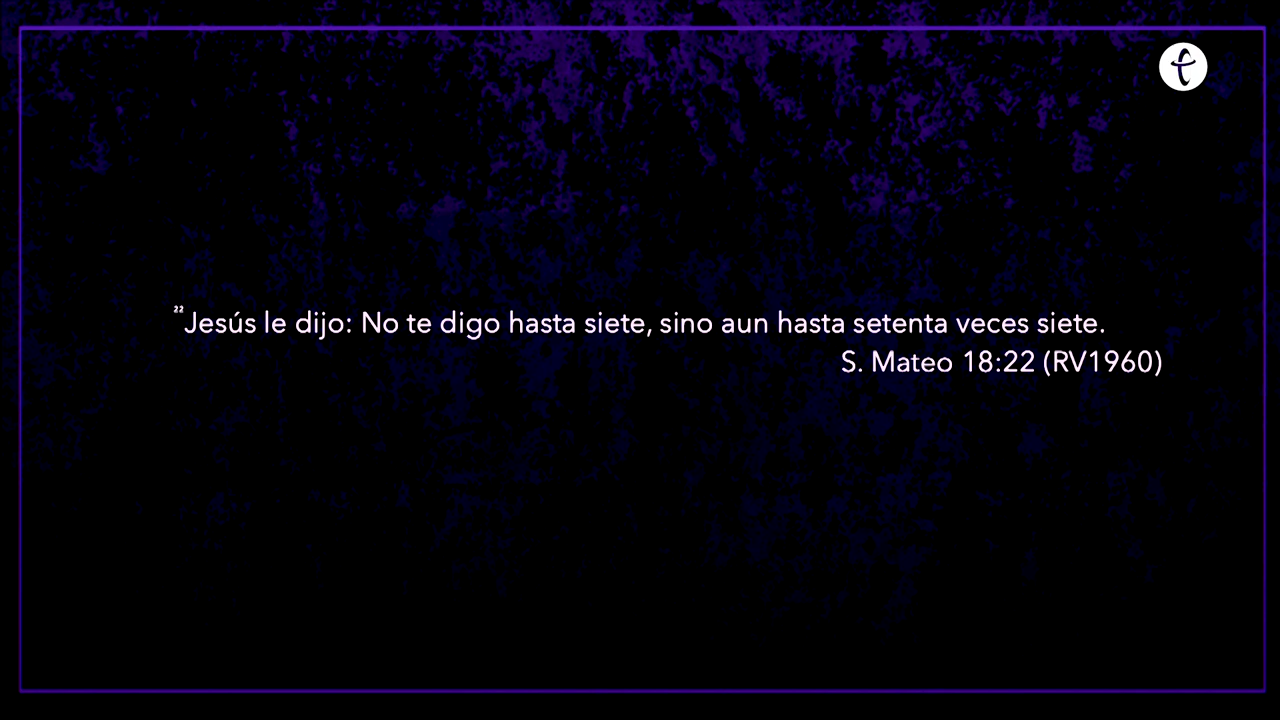 ²²Jesús le dijo: No te digo hasta siete, sino aun hasta setenta veces siete.
S. Mateo 18:22 (RV1960)